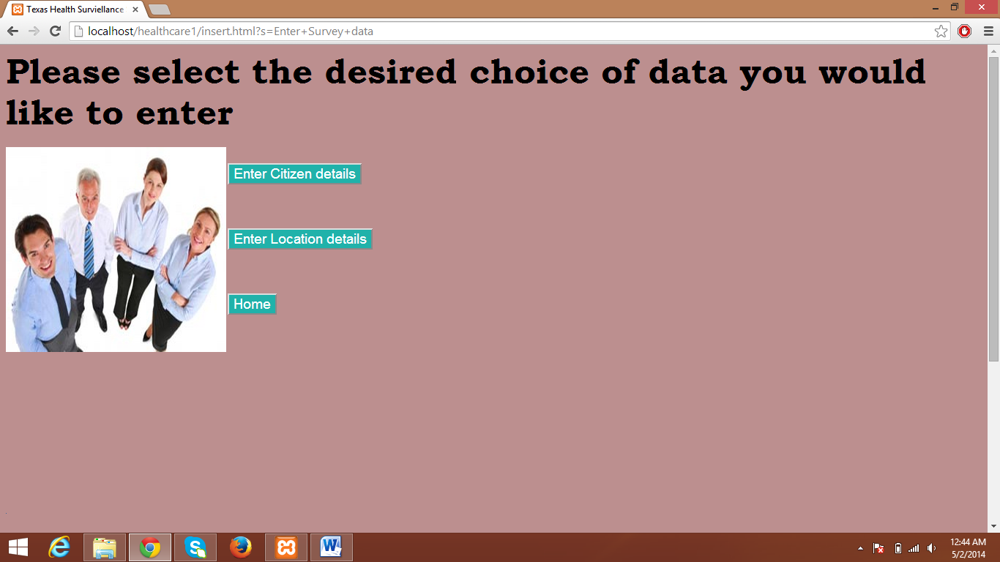 Texas Health Surviellance
localhost/healthcare1/insert.html?s=Enter+Survey+data
Please select the desired choice of data you would
like to enter
Enter Citizen details
Enter Location details
Home
12:44 AM
5/2/2014